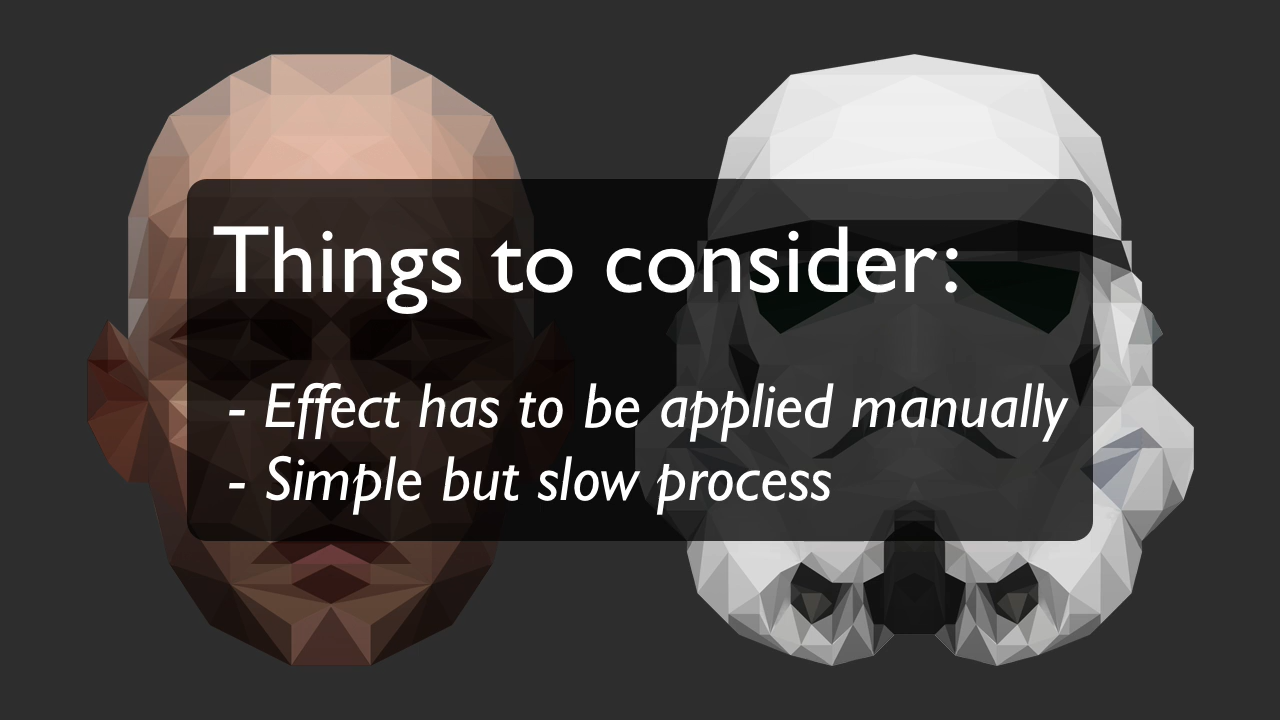 Things to consider:
- Effect has to be applied manually
- Simple but slow process